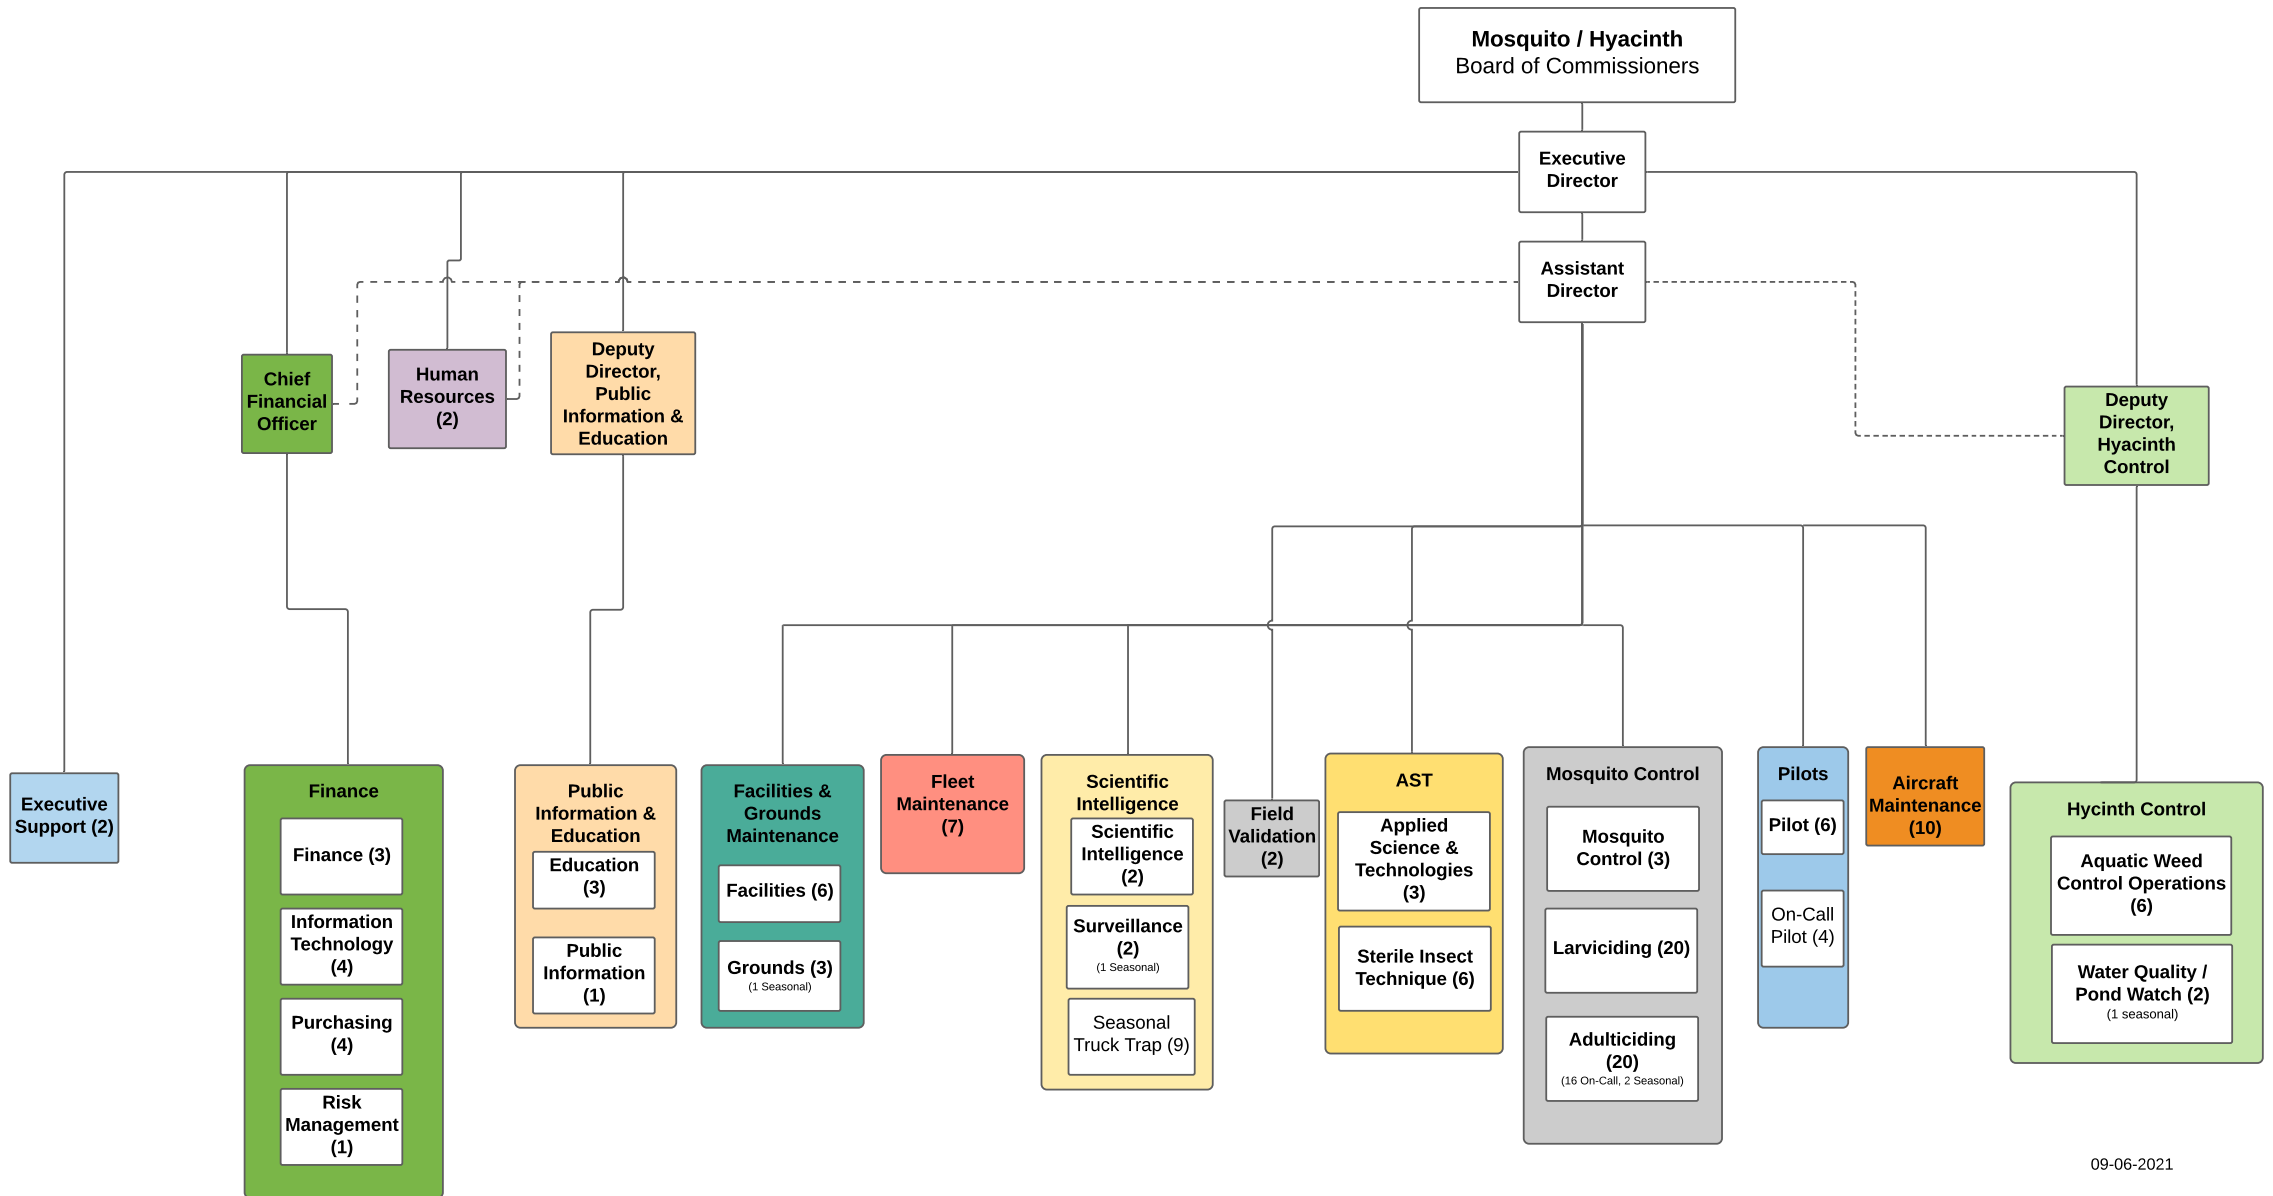 Mosquito / Hyacinth
Board of Commissioners
Executive
Director
Assistant
Director
Chief
Financial
Officer
Human
Resources
(2)
Deputy
Director,
Public
Information &
Education
Deputy
Director,
Hyacinth
Control
Executive
Support (2)
Finance
Finance (3)
Information
Technology
(4)
Purchasing
(4)
Risk
Management
(1)
Public
Information &
Education
Education
(3)
Public
Information
(1)
Facilities &
Grounds
Maintenance
Facilities (6)
Grounds (3)
(1 Seasonal)
Fleet
Maintenance
(7)
Scientific
Intelligence
Scientific
Intelligence
(2)
Surveillance
(2)
(1 Seasonal)
Seasonal
Truck Trap (9)
Field
Validation
(2)
AST
Applied
Science &
Technologies
(3)
Sterile Insect
Technique (6)
Mosquito Control
Mosquito
Control (3)
Larviciding (20)
Adulticiding
(20)
(16 On-Call, 2 Seasonal)
Pilots
Pilot (6)
On-Call
Pilot (4)
Aircraft
Maintenance
(10)
Hycinth Control
Aquatic Weed
Control Operations
(6)
Water Quality /
Pond Watch (2)
(1 seasonal)
09-06-2021